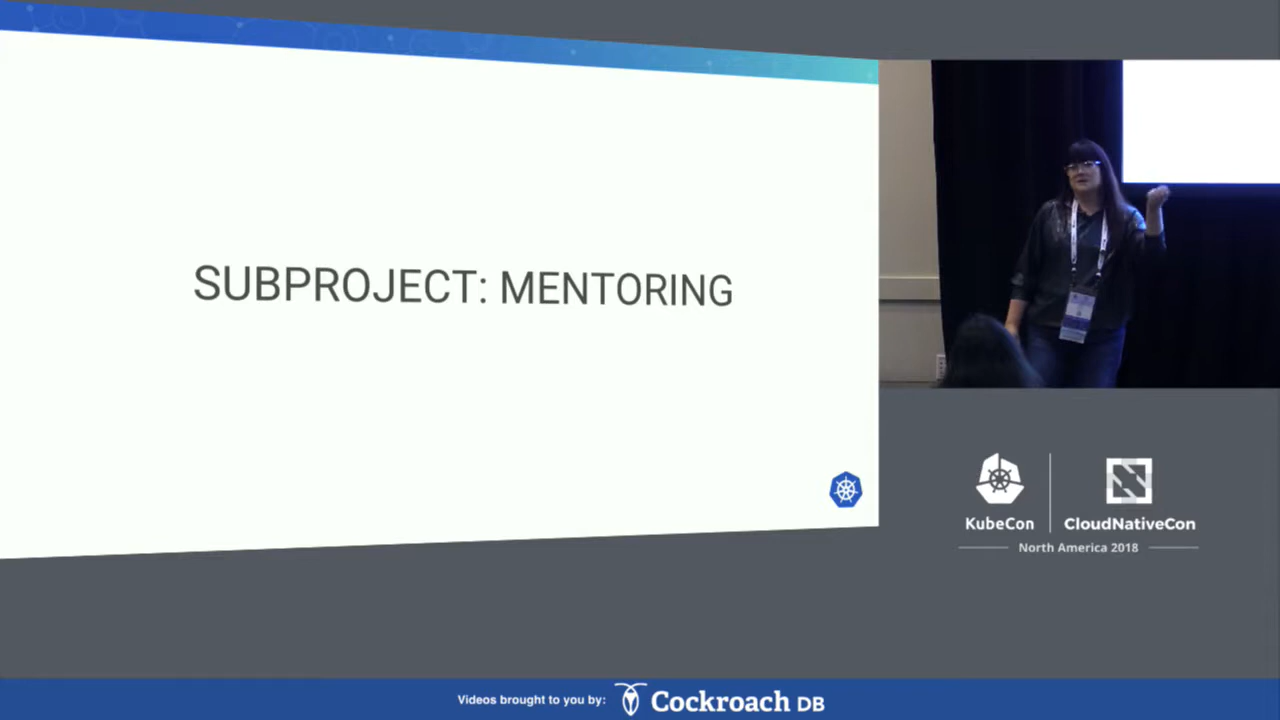 SUBPROJECT: MENTORING
KubeCon
CloudNativeCon
North America 2018
Videos brought to you by:
Cockroach DB